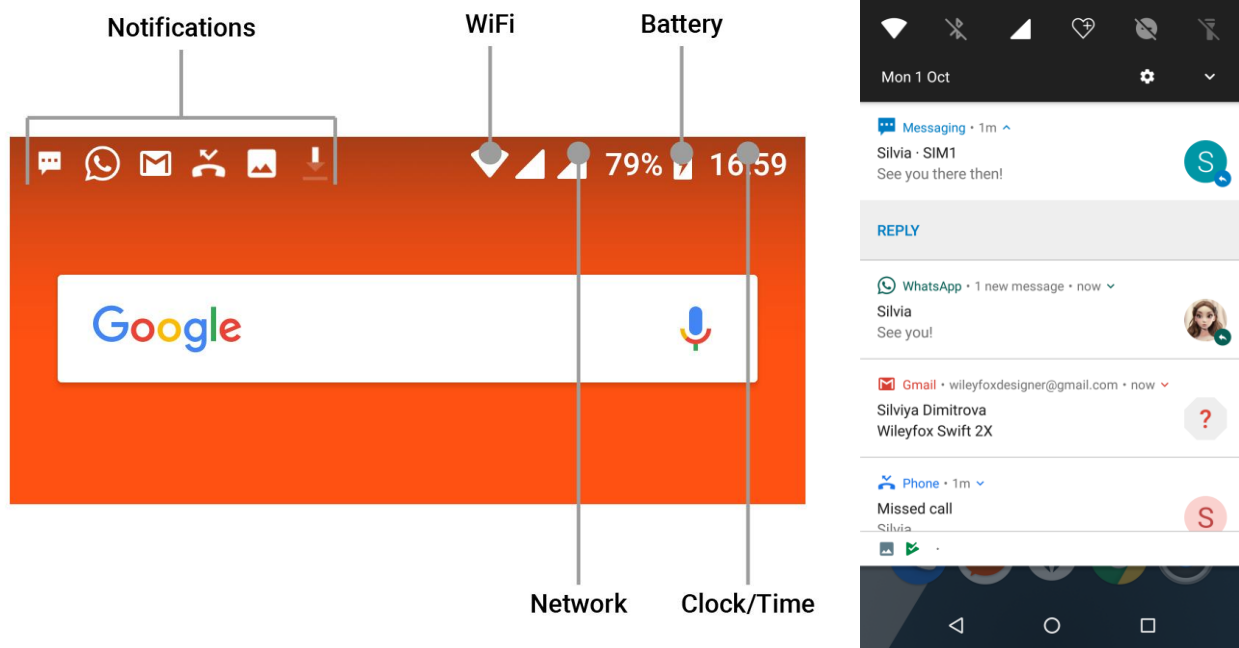 Notifications
WiFi
Battery
79%
16:59
Google
Network
Clock/Time
Mon 1 Oct
Messaging • 1m
Silvia · SIM1
See you there then!
S
REPLY
WhatsApp • 1 new message • now
Silvia
See you!
Gmail • wileyfoxdesigner@gmail.com • now
Silviya Dimitrova
Wileyfox Swift 2X
?
Phone • 1m
Missed call
Silvia
S